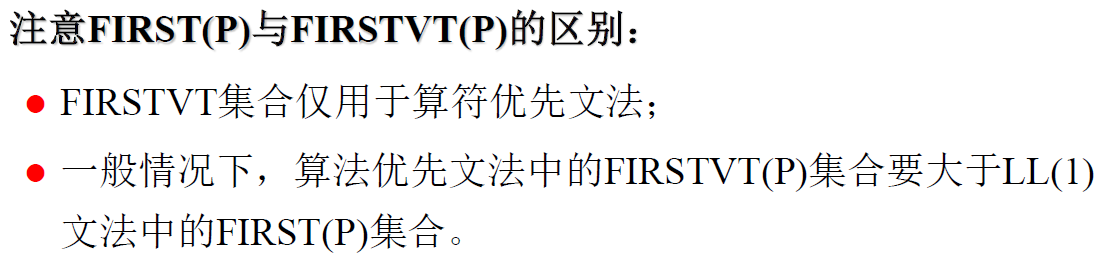 注意FIRST(P)与FIRSTVT(P)的区别：
● FIRSTVT集合仅用于算符优先文法；
● 一般情况下，算法优先文法中的FIRSTVT(P)集合要大于LL(1)
文法中的FIRST(P)集合。